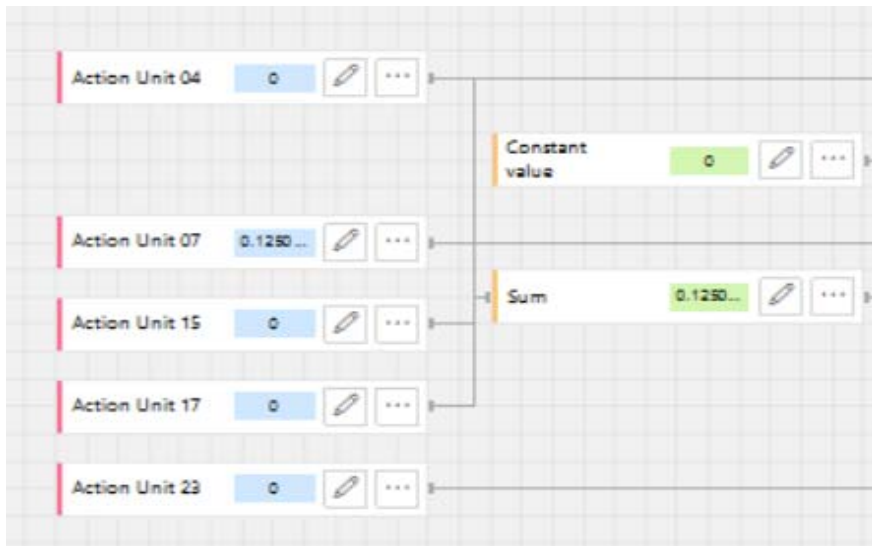 Action Unit 04 0 ...
Constant
value 0 ...
Action Unit 07 0.1250 ... ...
Sum 0.1250... ...
Action Unit 15 0 ...
Action Unit 17 0 ...
Action Unit 23 0 ...